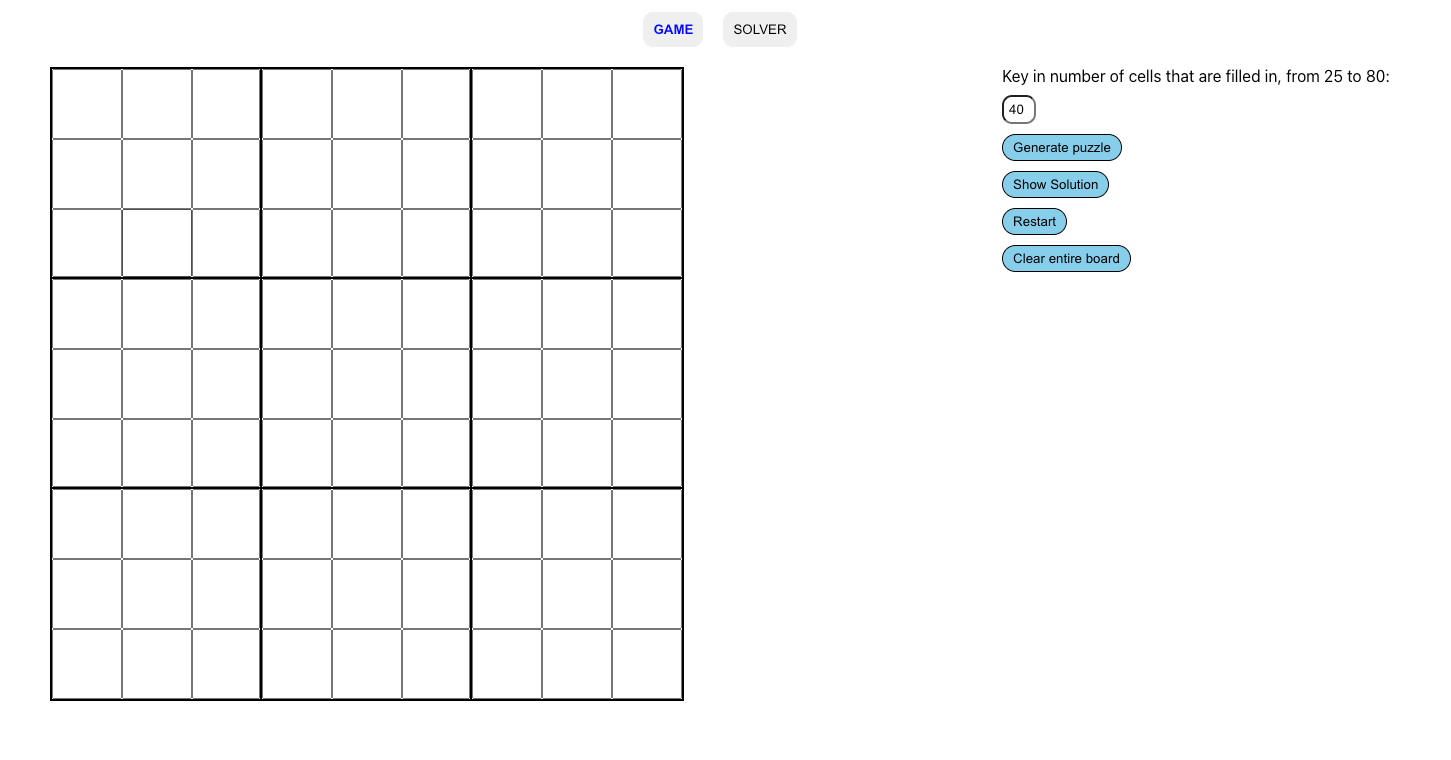 GAME SOLVER
Key in number of cells that are filled in, from 25 to 80:
40
Generate puzzle
Show Solution
Restart
Clear entire board